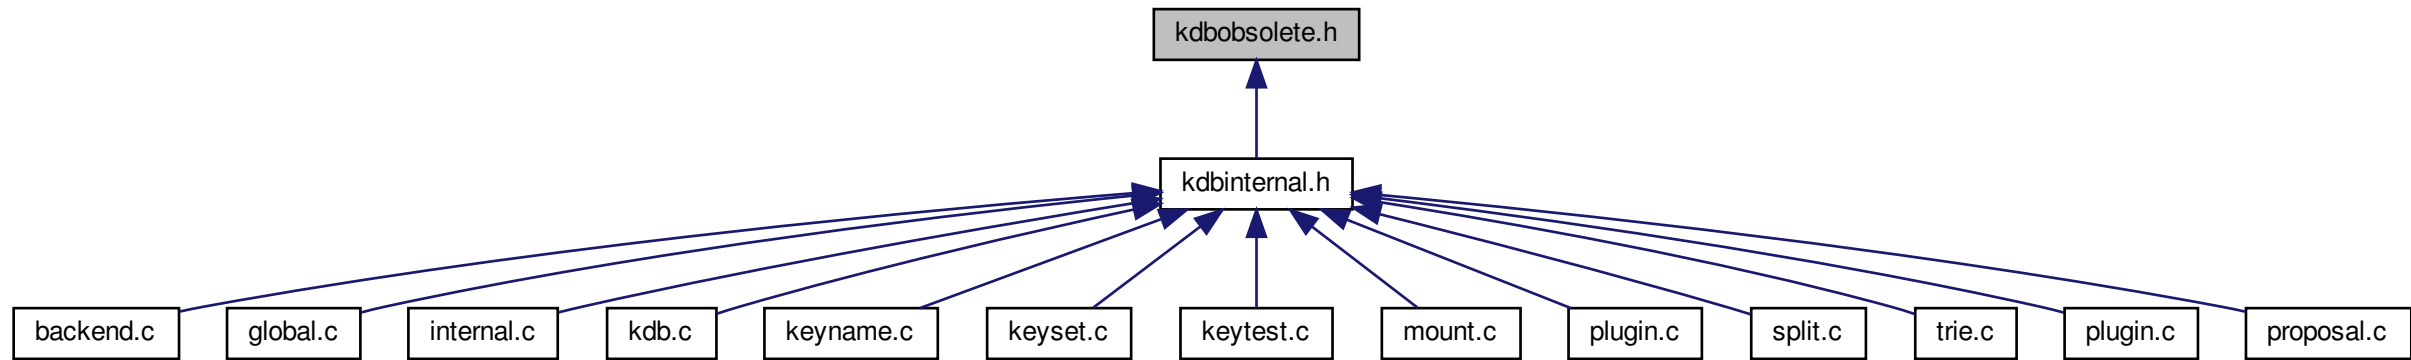 kdbobsolete.h
kdbinternal.h
backend.c
global.c
internal.c
kdb.c
keyname.c
keyset.c
keytest.c
mount.c
plugin.c
split.c
trie.c
plugin.c
proposal.c